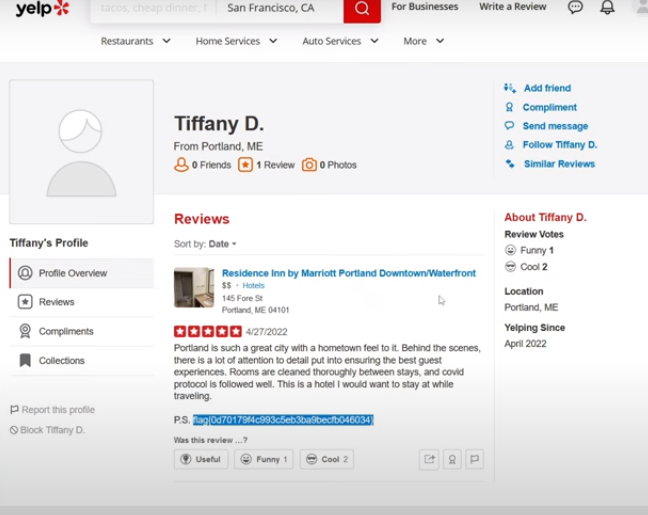 yelp
tacos, cheap dinner, f
San Francisco, CA
For Businesses
Write a Review
Restaurants
Home Services
Auto Services
More
Tiffany D.
From Portland, ME
0 Friends 1 Review 0 Photos
Add friend
Compliment
Send message
Follow Tiffany D.
Similar Reviews
Tiffany's Profile
Profile Overview
Reviews
Compliments
Collections
Report this profile
Block Tiffany D.
Reviews
Sort by: Date
Residence Inn by Marriott Portland Downtown/Waterfront
$$ • Hotels
145 Fore St
Portland, ME 04101
4/27/2022
Portland is such a great city with a hometown feel to it. Behind the scenes,
there is a lot of attention to detail put into ensuring the best guest
experiences. Rooms are cleaned thoroughly between stays, and covid
protocol is followed well. This is a hotel I would want to stay at while
traveling.
P.S. flag{0d70179f4c993c5eb3ba9becfb046034}
Was this review ...?
Useful
Funny 1
Cool 2
About Tiffany D.
Review Votes
Funny 1
Cool 2
Location
Portland, ME
Yelping Since
April 2022